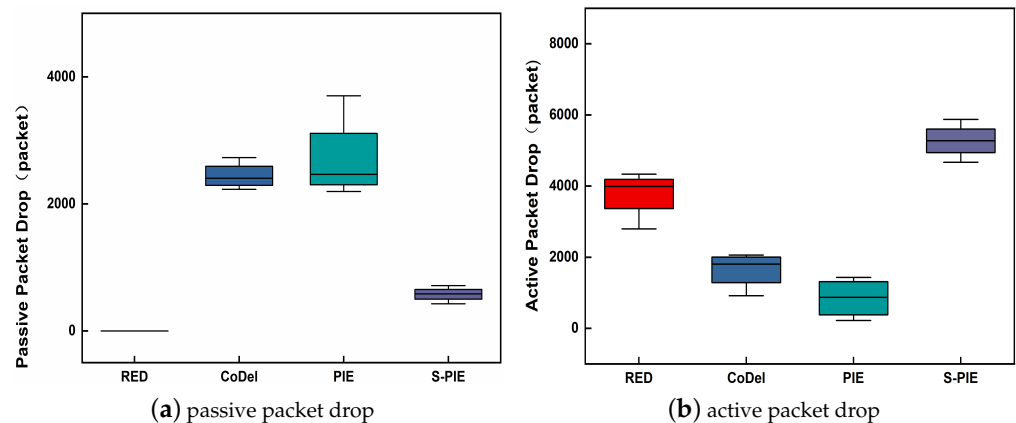 Passive Packet Drop（packet）
4000
2000
0
RED CoDel PIE S-PIE
(a) passive packet drop
Active Packet Drop（packet）
8000
6000
4000
2000
0
RED CoDel PIE S-PIE
(b) active packet drop